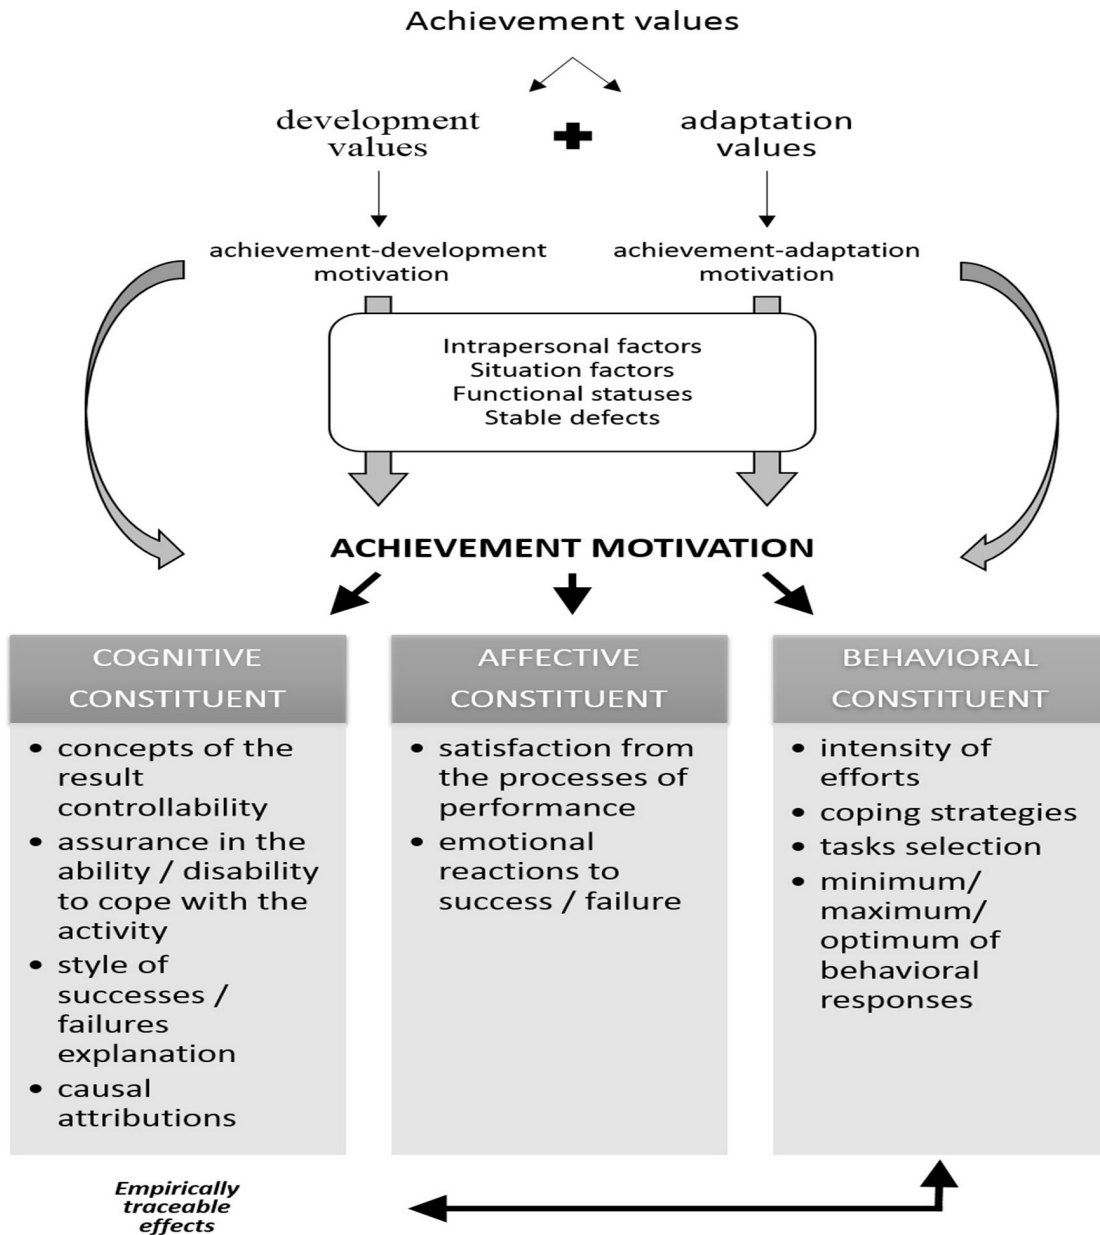 Achievement values
development
values
adaptation
values
achievement-development
motivation
achievement-adaptation
motivation
Intrapersonal factors
Situation factors
Functional statuses
Stable defects
ACHIEVEMENT MOTIVATION
COGNITIVE
CONSTITUENT
• concepts of the
result
controllability
• assurance in the
ability / disability
to cope with the
activity
• style of
successes /
failures
explanation
• causal
attributions
AFFECTIVE
CONSTITUENT
• satisfaction from
the processes of
performance
• emotional
reactions to
success / failure
BEHAVIORAL
CONSTITUENT
• intensity of
efforts
• coping strategies
• tasks selection
• minimum/
maximum/
optimum of
behavioral
responses
Empirically
traceable
effects